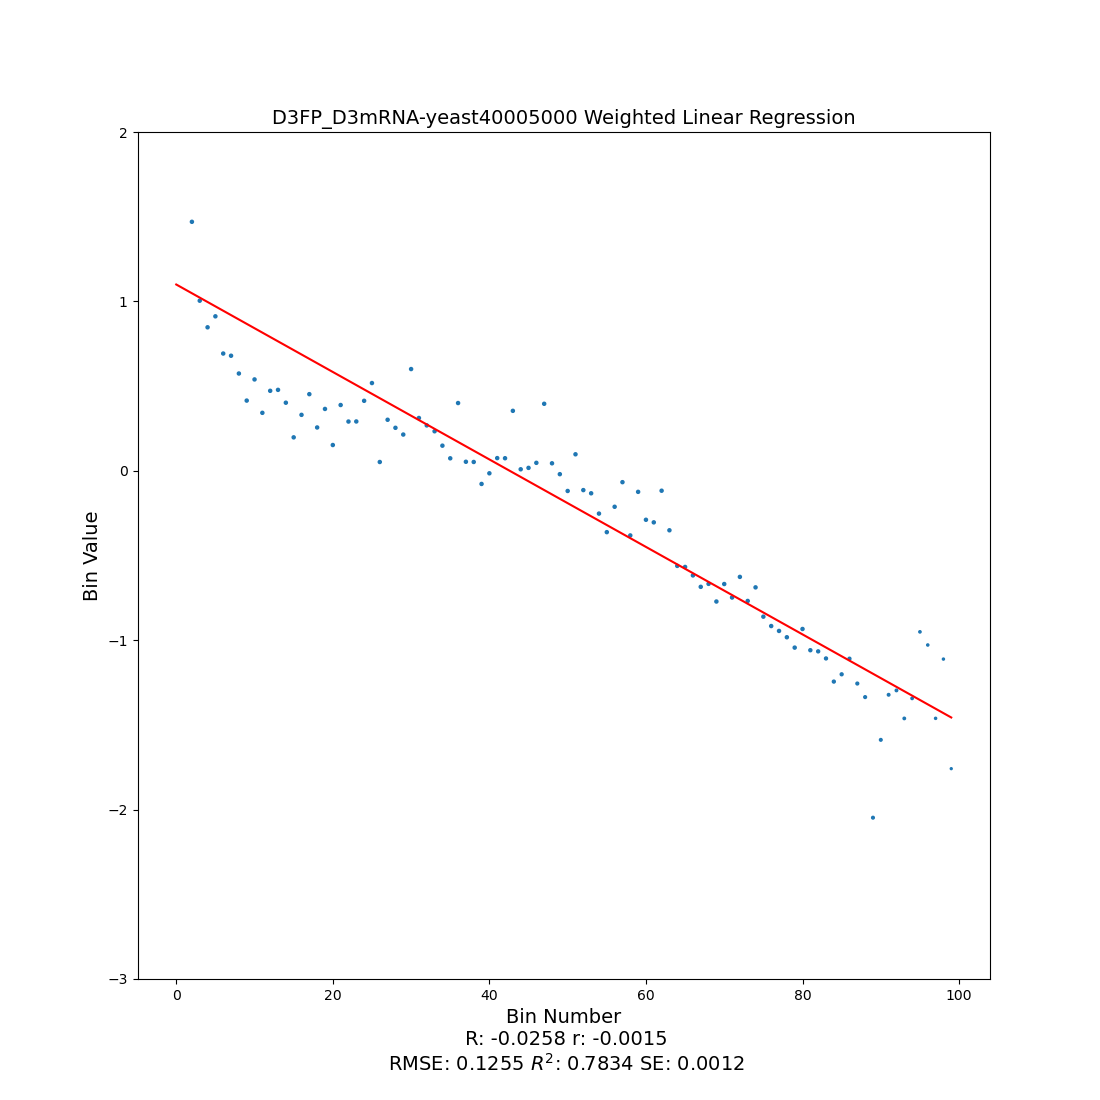 D3FP_D3mRNA-yeast40005000 Weighted Linear Regression
2
1
0
−1
−2
−3
Bin Value
0 20 40 60 80 100
Bin Number
R: -0.0258 r: -0.0015
RMSE: 0.1255 R²: 0.7834 SE: 0.0012